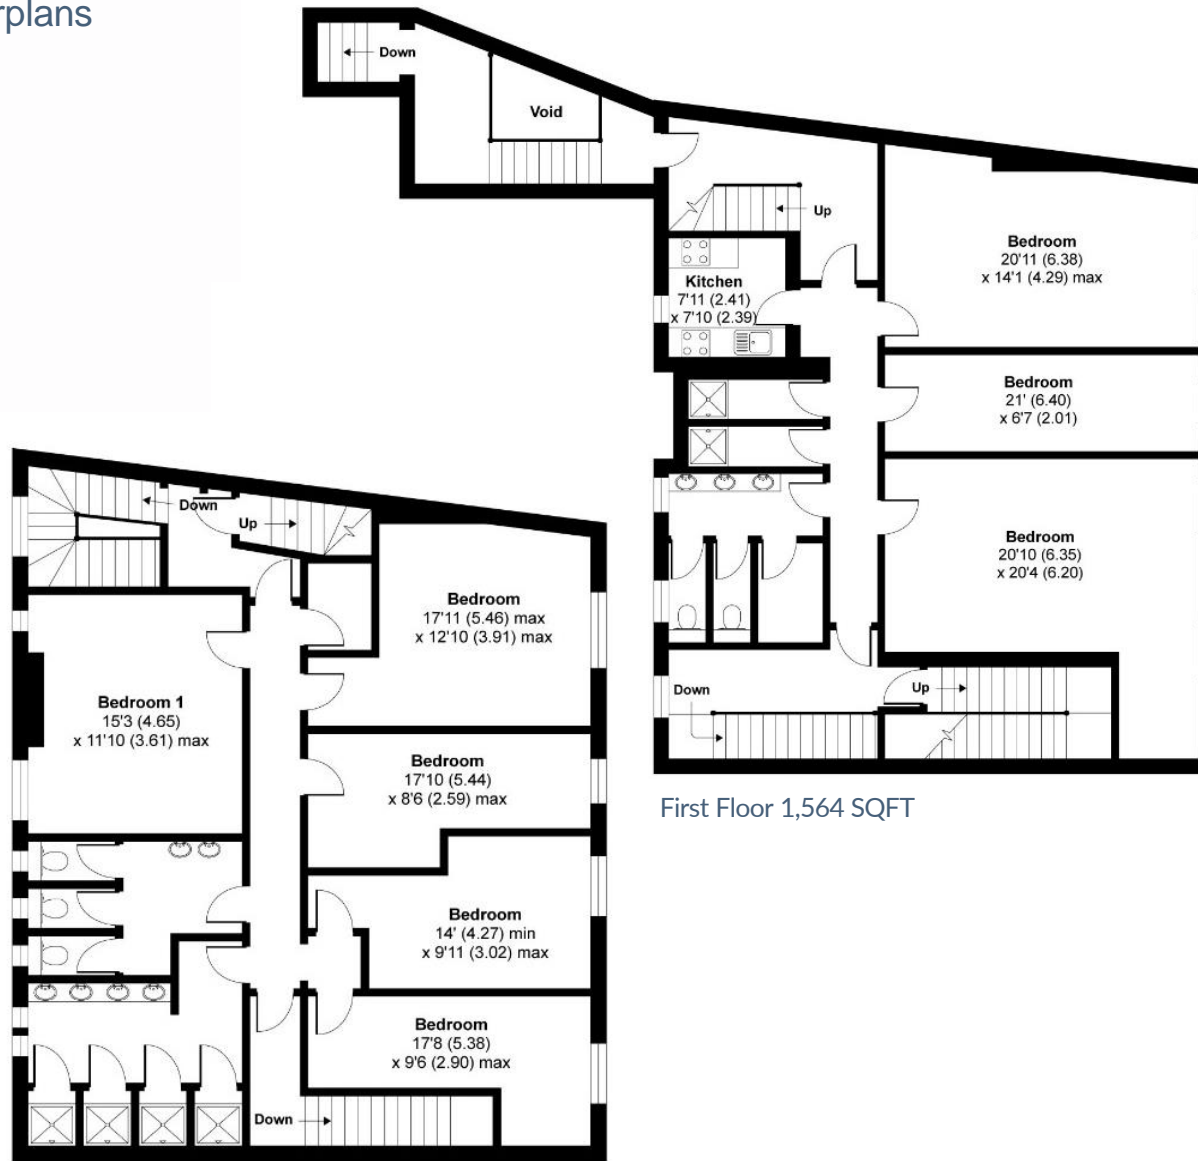 rplans
Down
Void
Up
Bedroom
20'11 (6.38)
x 14'1 (4.29) max
Kitchen
7'11 (2.41)
x 7'10 (2.39)
Bedroom
21' (6.40)
x 6'7 (2.01)
Bedroom
20'10 (6.35)
x 20'4 (6.20)
Down
Up
First Floor 1,564 SQFT
Down
Up
Bedroom
17'11 (5.46) max
x 12'10 (3.91) max
Bedroom 1
15'3 (4.65)
x 11'10 (3.61) max
Bedroom
17'10 (5.44)
x 8'6 (2.59) max
Bedroom
14' (4.27) min
x 9'11 (3.02) max
Bedroom
17'8 (5.38)
x 9'6 (2.90) max
Down